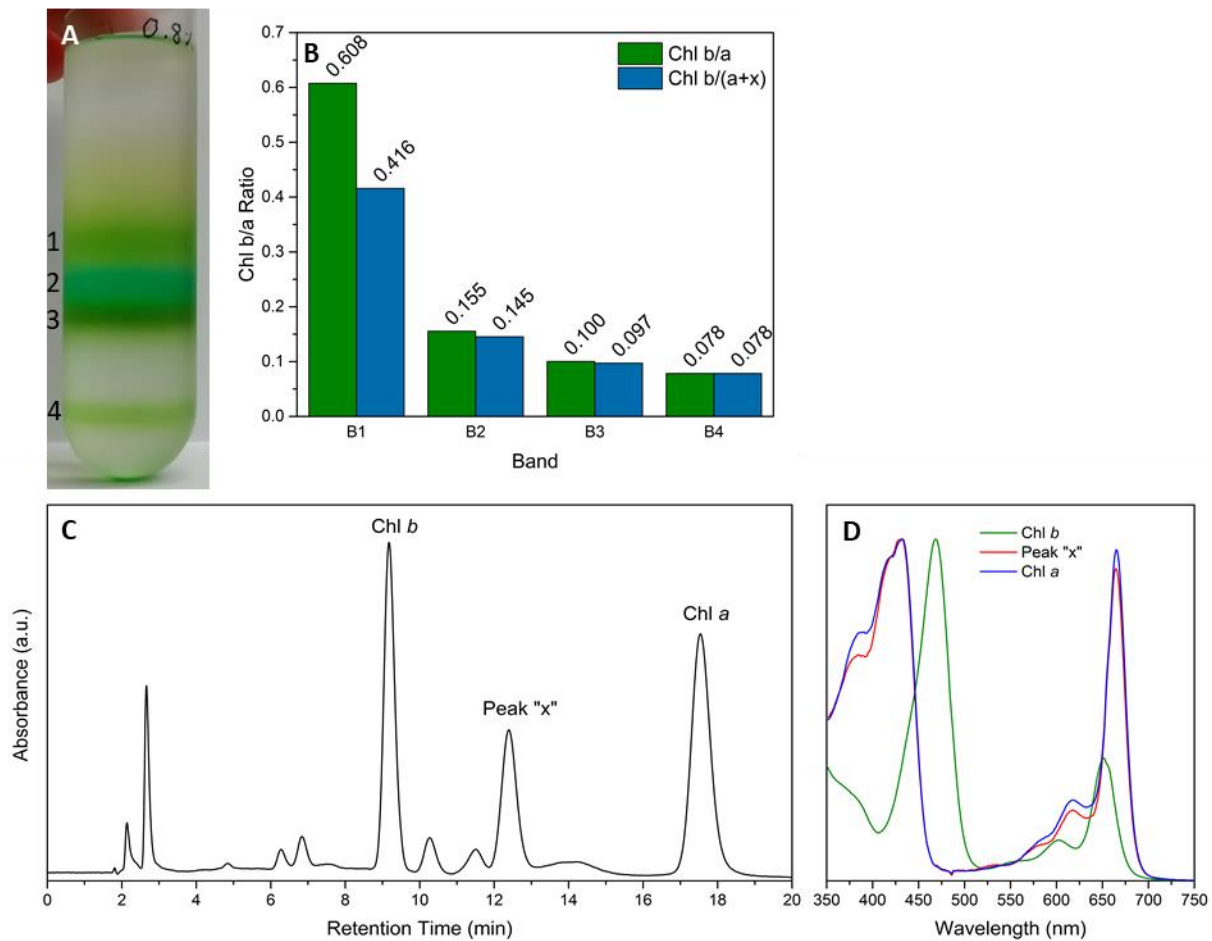 A
0.8%
1
2
3
4
B
Chl b/a
Chl b/(a+x)
0.608
0.416
0.155
0.145
0.100
0.097
0.078
0.078
0.7
0.6
0.5
0.4
0.3
0.2
0.1
0.0
Chl b/a Ratio
B1 B2 B3 B4
Band
C
Chl b
Peak "x"
Chl a
Absorbance (a.u.)
0 2 4 6 8 10 12 14 16 18 20
Retention Time (min)
D
Chl b
Peak "x"
Chl a
350 400 450 500 550 600 650 700 750
Wavelength (nm)